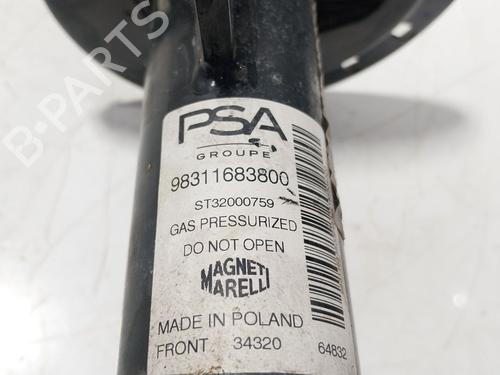 PSA
GROUPE
98311683800
ST32000759
GAS PRESSURIZED
DO NOT OPEN
MAGNETI
MARELLI
MADE IN POLAND
FRONT 34320 64832
B-PARTS